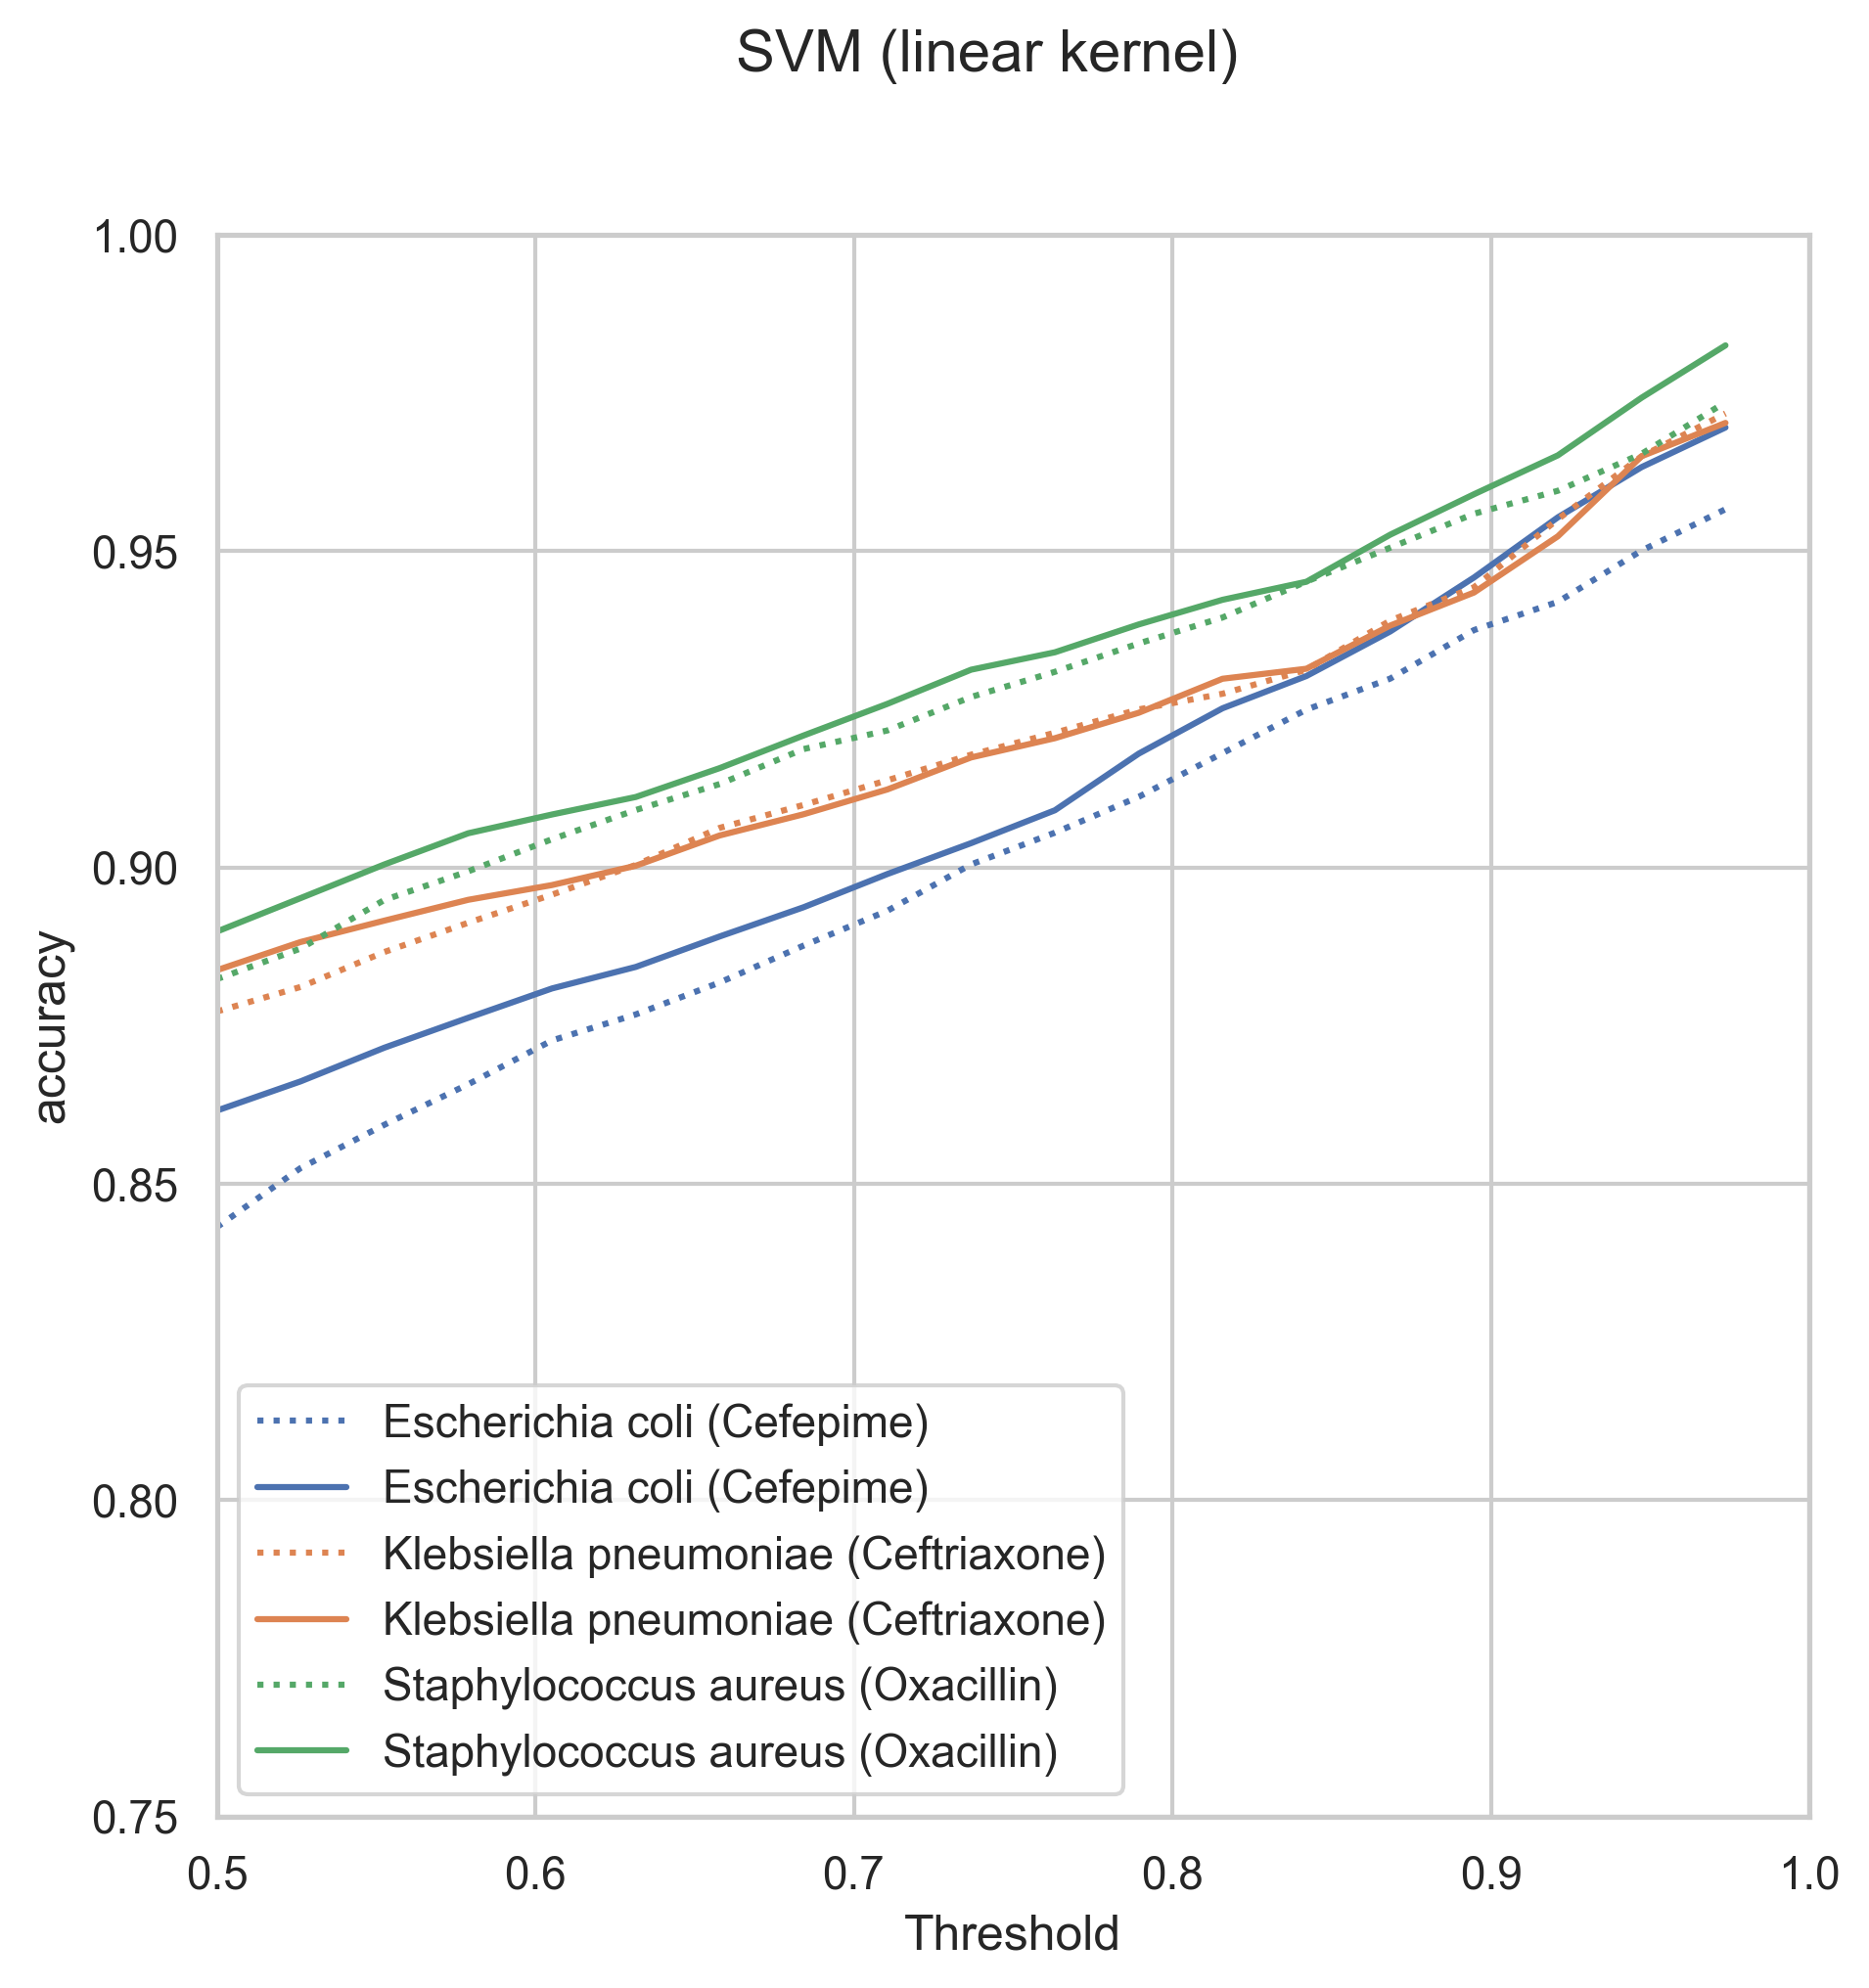 SVM (linear kernel)
1.00
0.95
0.90
0.85
0.80
0.75
accuracy
Escherichia coli (Cefepime)
Escherichia coli (Cefepime)
Klebsiella pneumoniae (Ceftriaxone)
Klebsiella pneumoniae (Ceftriaxone)
Staphylococcus aureus (Oxacillin)
Staphylococcus aureus (Oxacillin)
0.5 0.6 0.7 0.8 0.9 1.0
Threshold